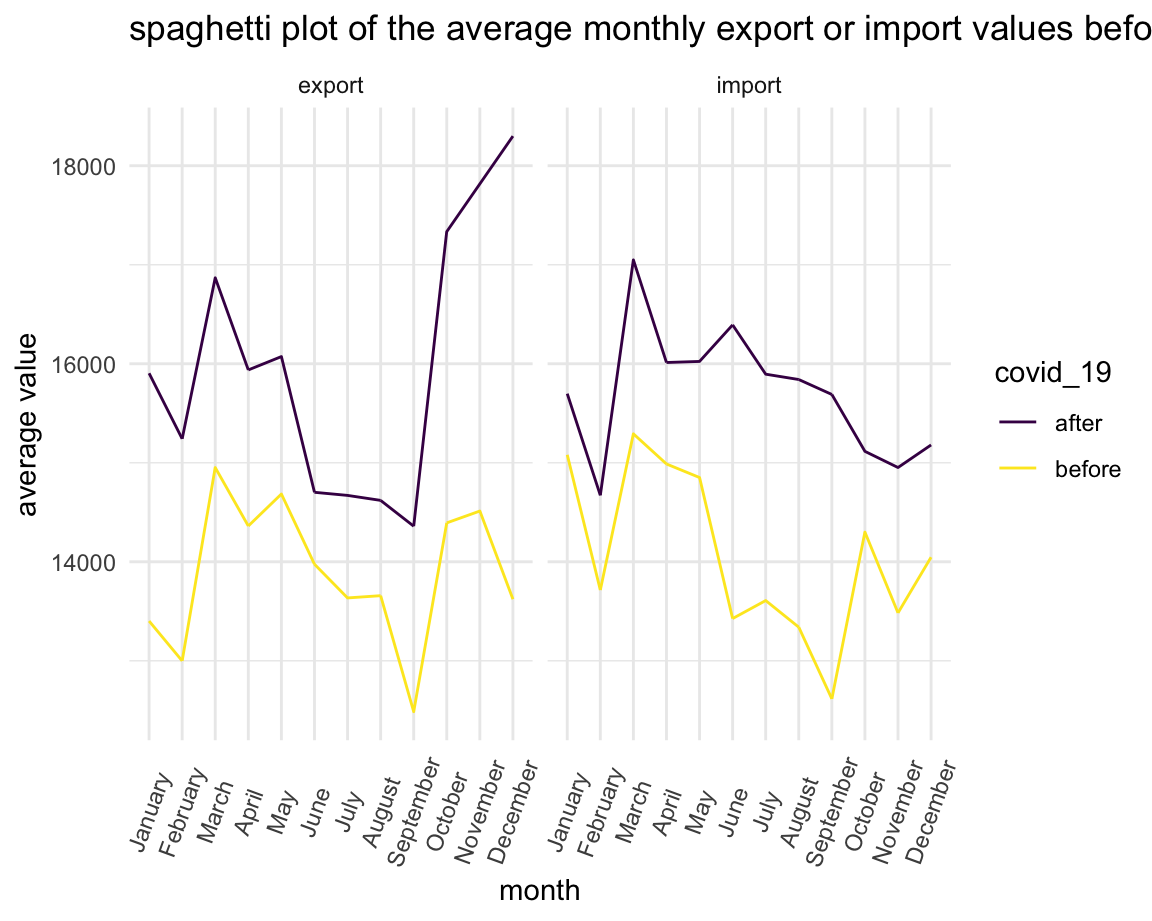 spaghetti plot of the average monthly export or import values befo
export
import
18000
16000
14000
average value
January
February
March
April
May
June
July
August
September
October
November
December
January
February
March
April
May
June
July
August
September
October
November
December
month
covid_19
after
before